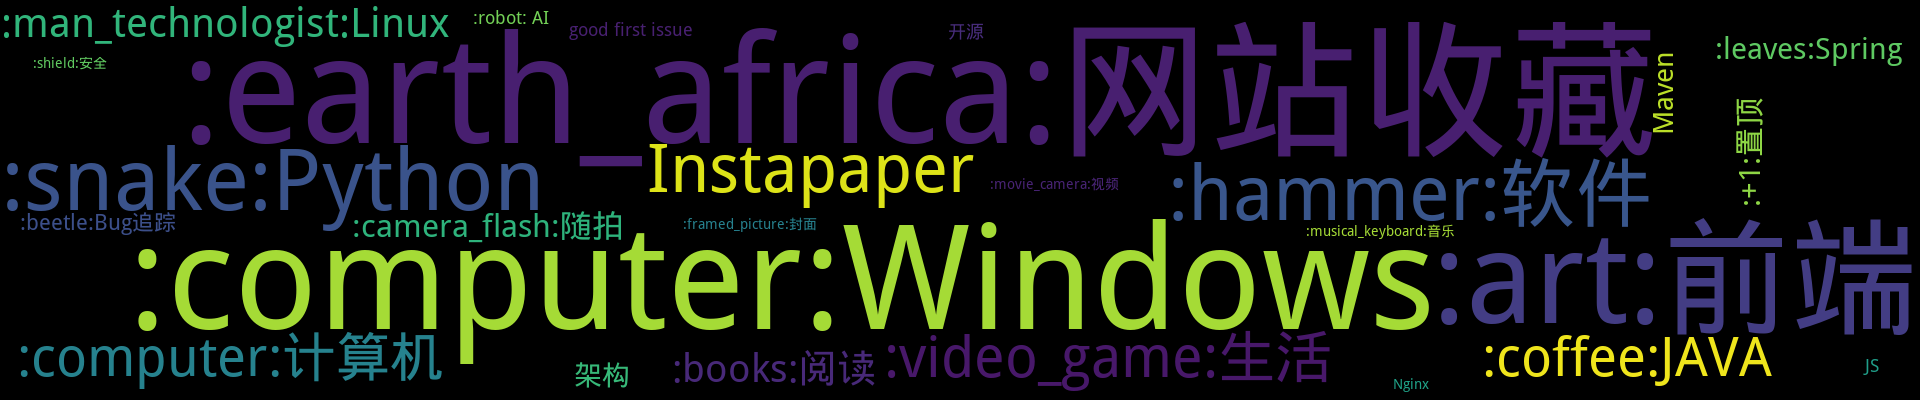 :man_technologist:Linux
:robot: AI
good first issue
开源
:shield:安全
:earth_africa:网站收藏
Maven
:leaves:Spring
:+1:置顶
:snake:Python
Instapaper
:movie_camera:视频
:hammer:软件
:beetle:Bug追踪
:camera_flash:随拍
:framed_picture:封面
:musical_keyboard:音乐
:computer:Windows
:art:前端
:computer:计算机
架构
:books:阅读
:video_game:生活
Nginx
:coffee:JAVA
JS